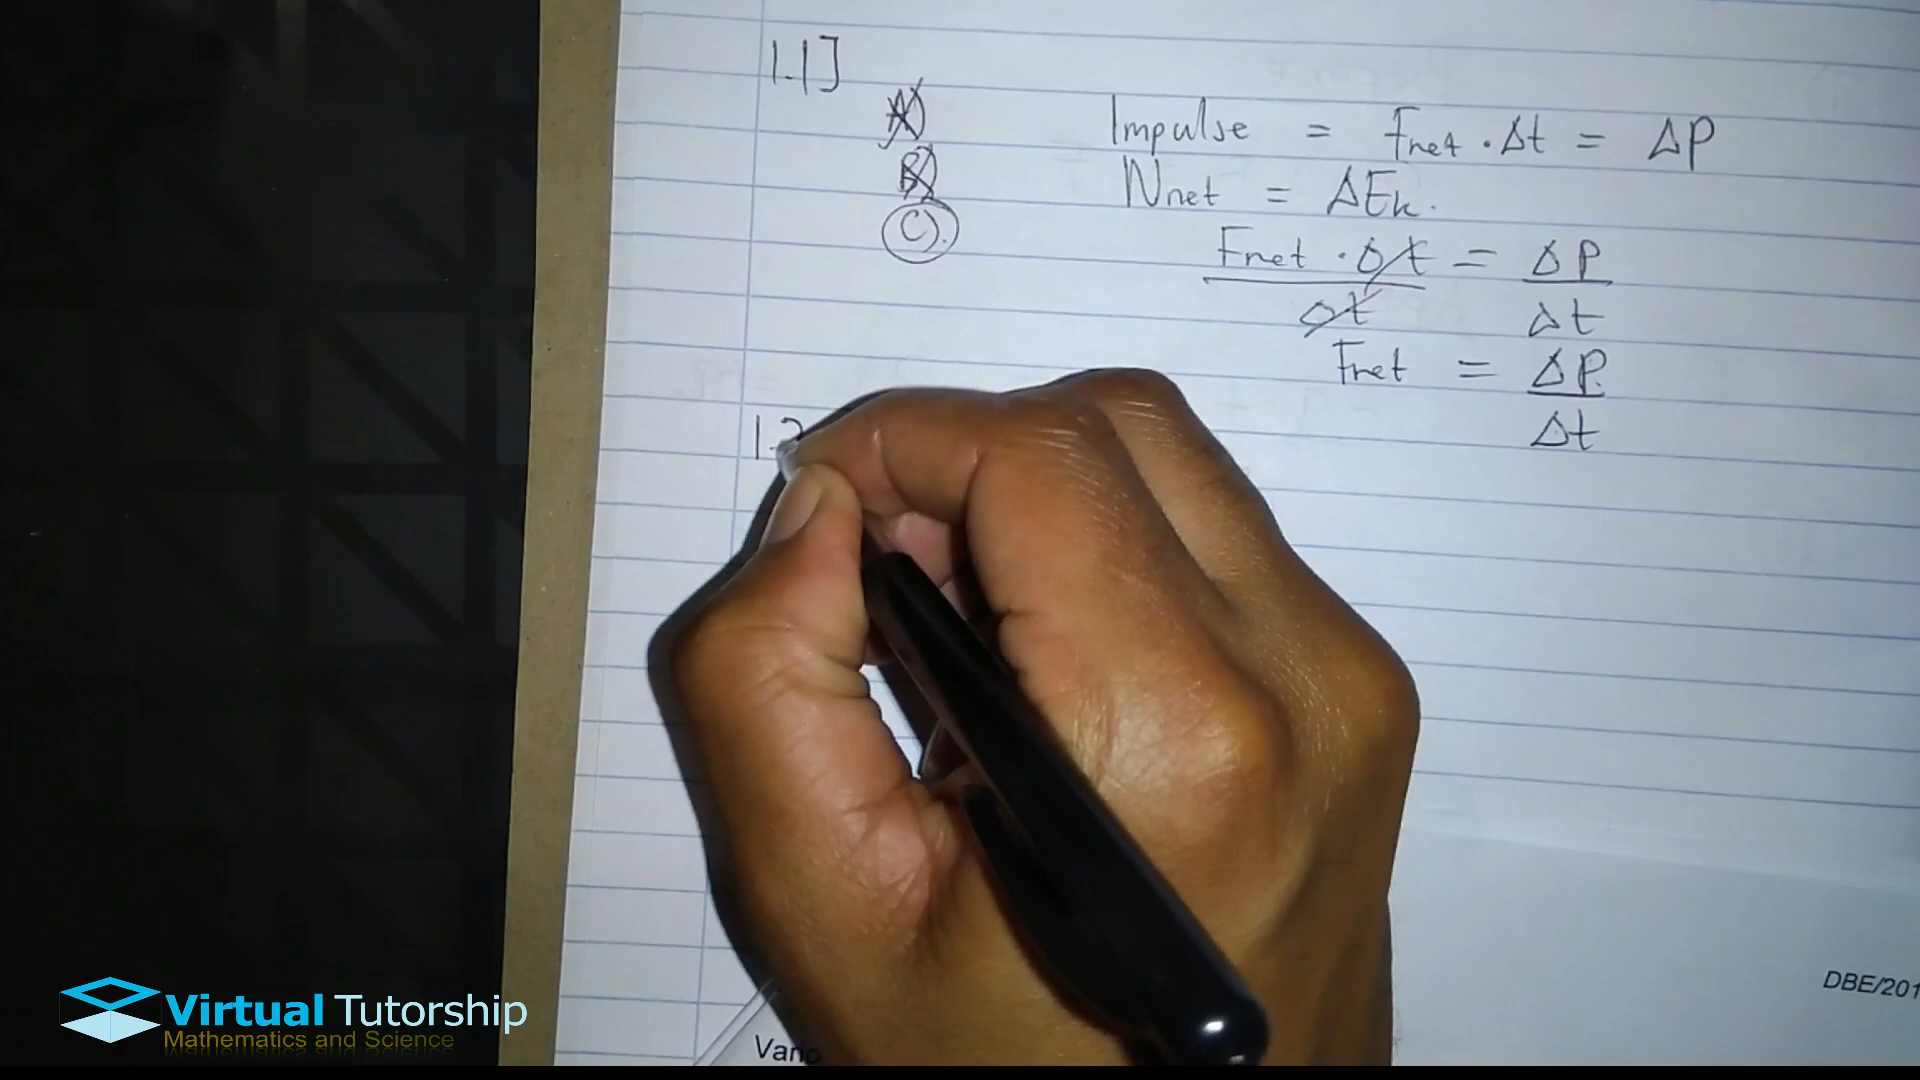 1.1]
A) Impulse = Fnet · Δt = Δp
B) Wnet = ΔEk.
C). Fnet · Δt = Δp
Δt Δt
Fnet = Δp
1.2 Δt
DBE/201
Vario
Virtual Tutorship
Mathematics and Science